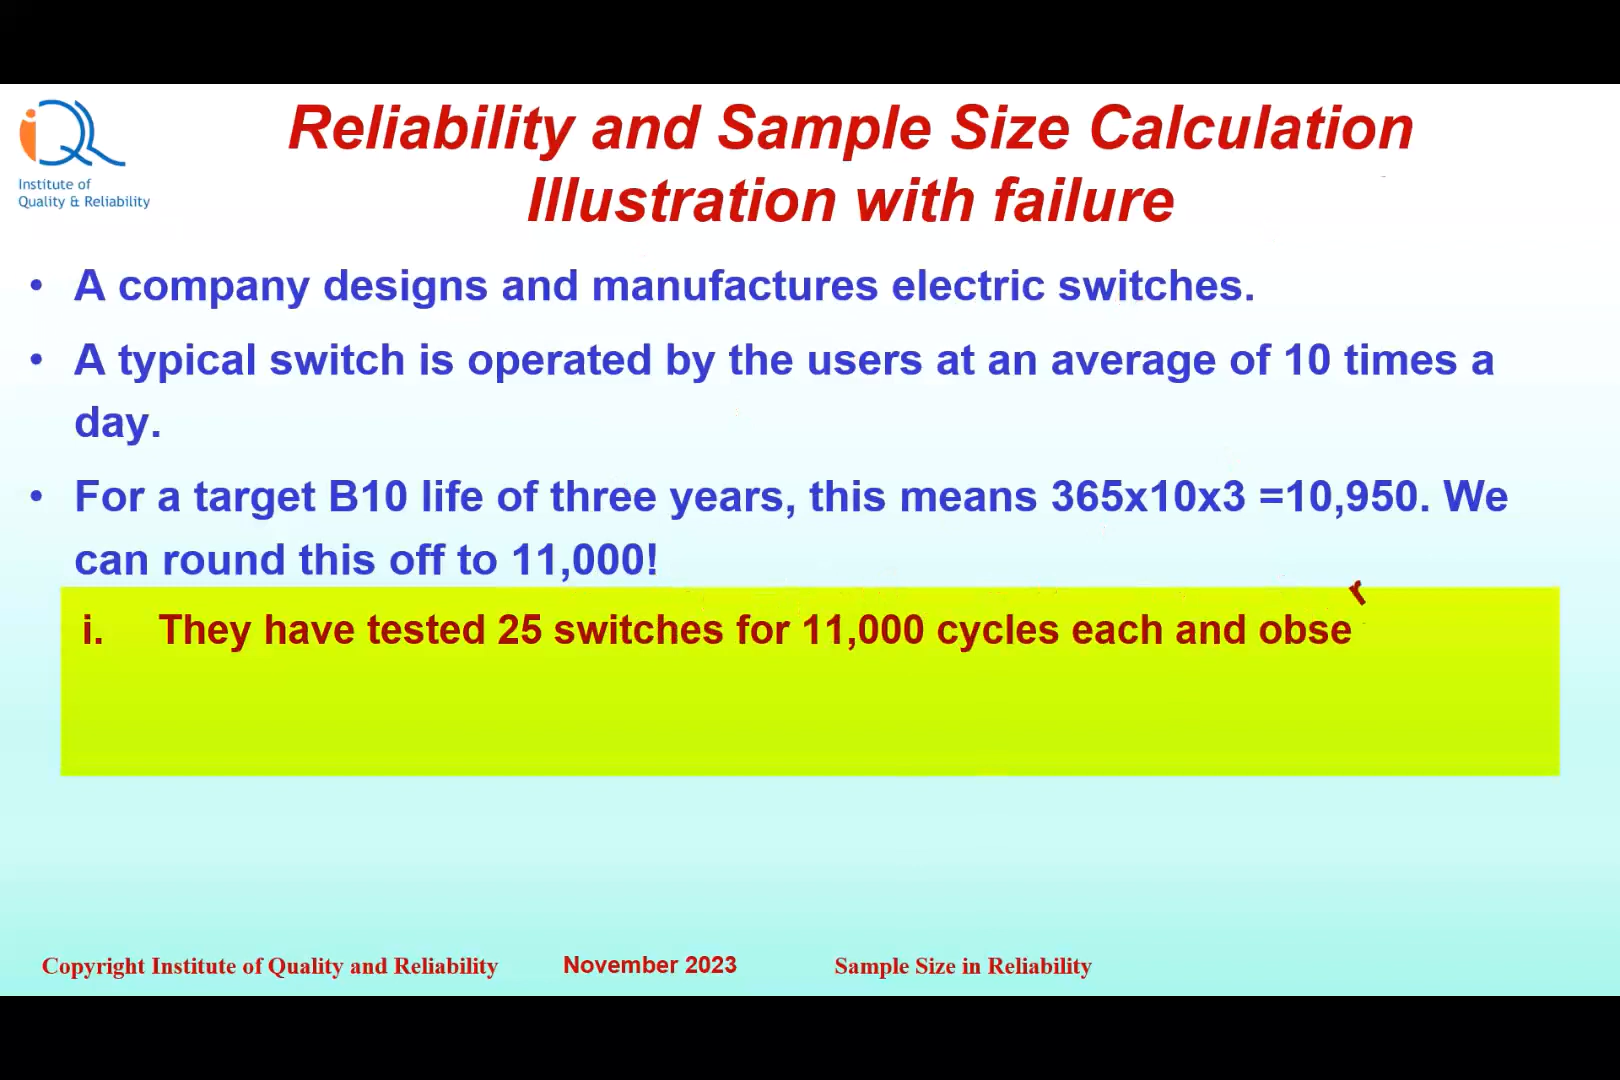 Institute of
Quality & Reliability
Reliability and Sample Size Calculation
Illustration with failure
• A company designs and manufactures electric switches.
• A typical switch is operated by the users at an average of 10 times a
day.
• For a target B10 life of three years, this means 365x10x3 =10,950. We
can round this off to 11,000!
i. They have tested 25 switches for 11,000 cycles each and obser
Copyright Institute of Quality and Reliability November 2023 Sample Size in Reliability